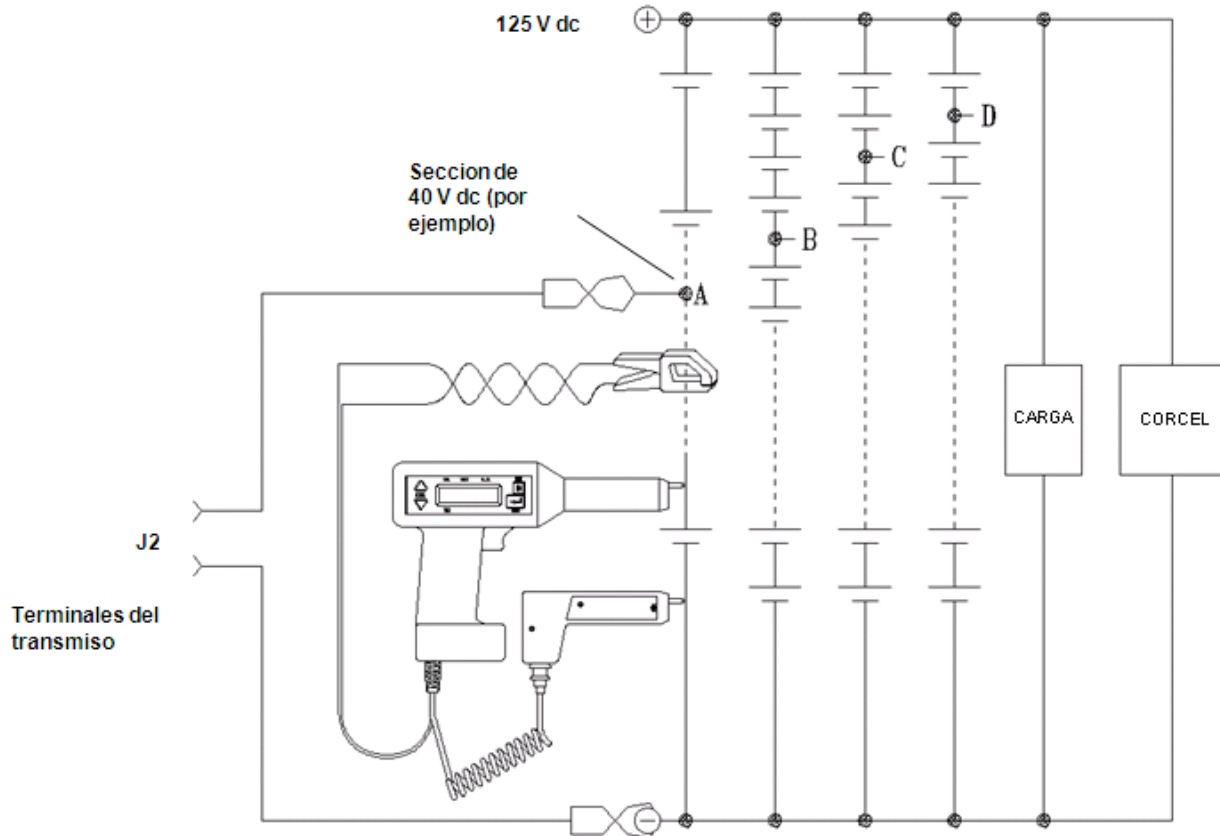 125 V dc
+
D
Seccion de
40 V dc (por
ejemplo)
C
B
A
CARGA
CORCEL
J2
Terminales del
transmiso
−